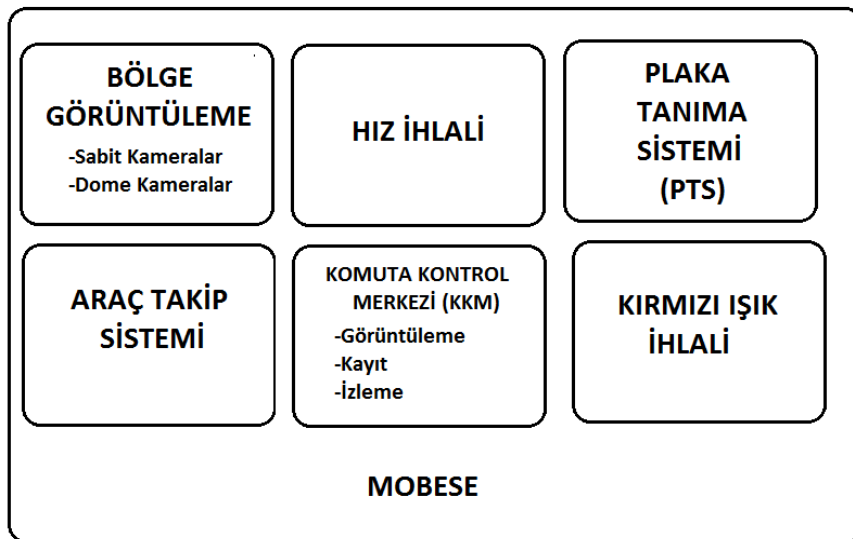 BÖLGE
GÖRÜNTÜLEME
-Sabit Kameralar
-Dome Kameralar
HIZ İHLALİ
PLAKA
TANIMA
SİSTEMİ
(PTS)
ARAÇ TAKİP
SİSTEMİ
KOMUTA KONTROL
MERKEZİ (KKM)
-Görüntüleme
-Kayıt
-İzleme
KIRMIZI IŞIK
İHLALİ
MOBESE